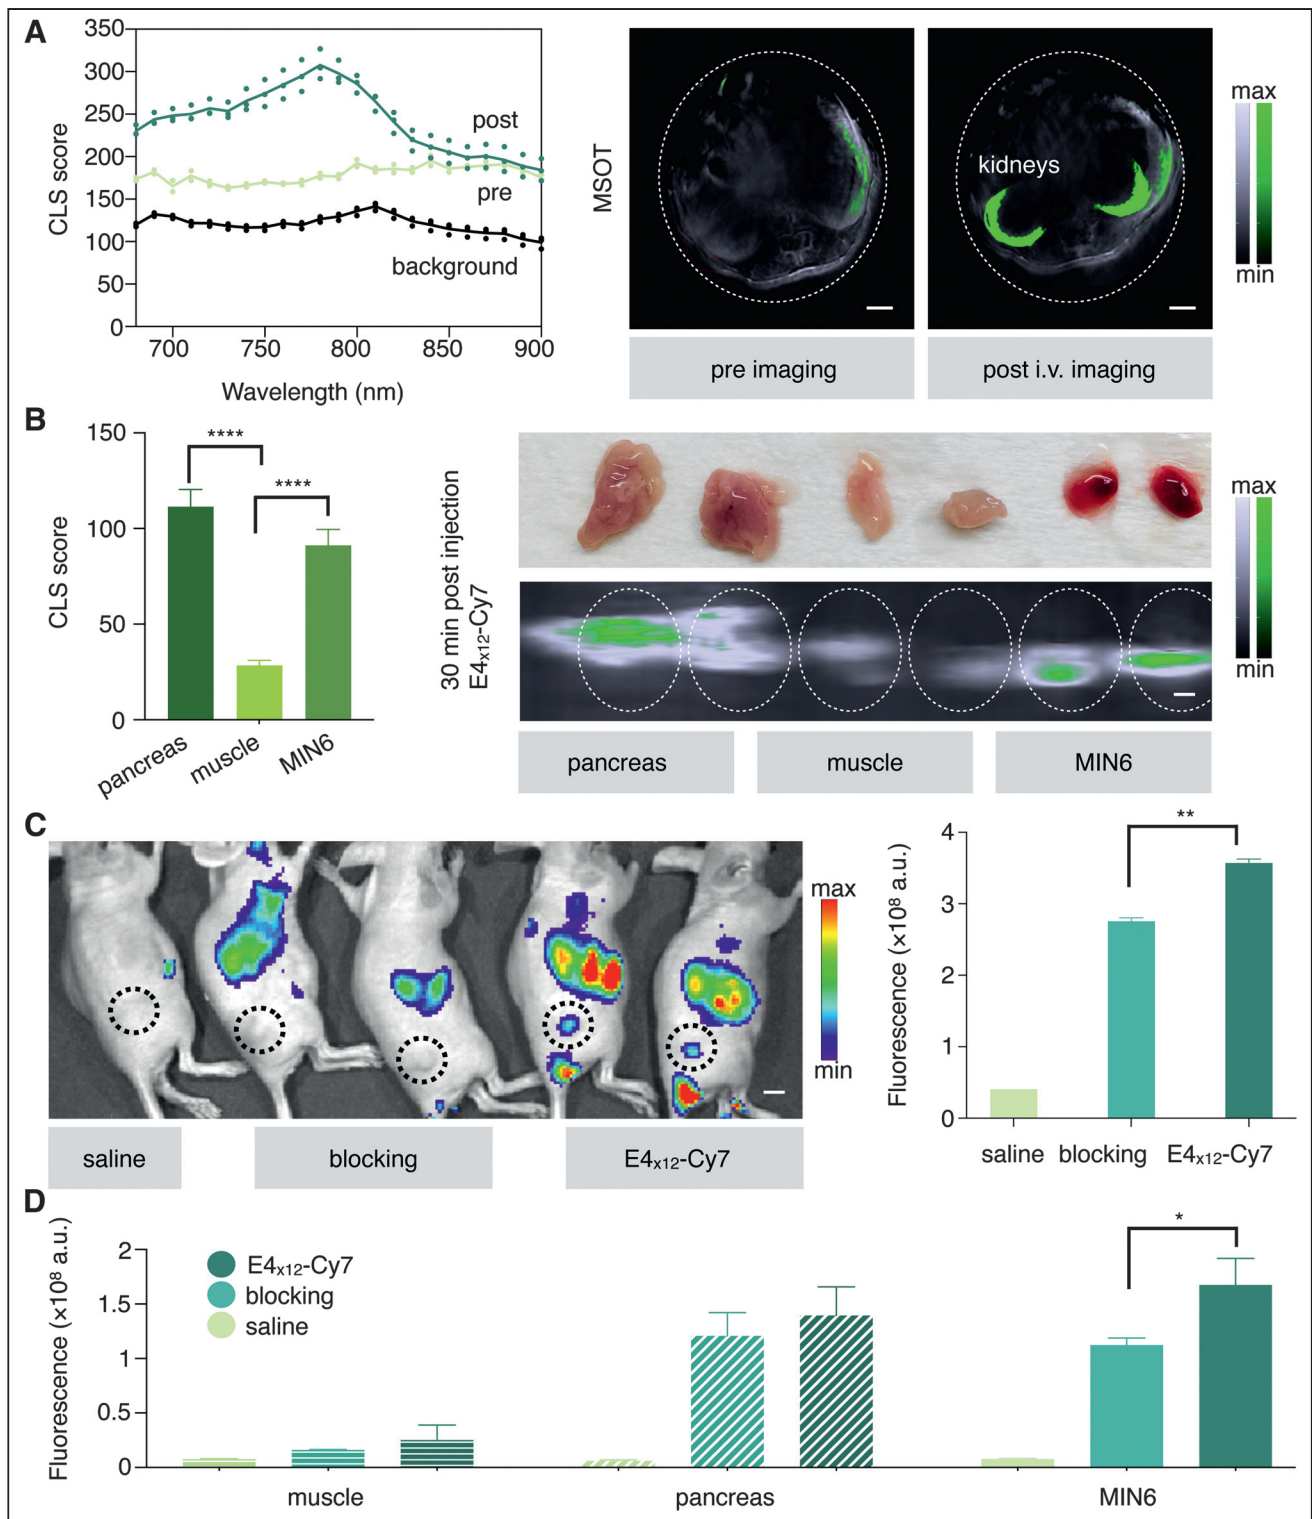 A
350
300
250
200
150
100
50
0
CLS score
post
pre
background
700 750 800 850 900
Wavelength (nm)
MSOT
kidneys
max
min
pre imaging
post i.v. imaging
B
150
100
50
0
CLS score
****
****
pancreas
muscle
MIN6
30 min post injection
E4x12-Cy7
max
min
pancreas
muscle
MIN6
C
max
min
saline
blocking
E4x12-Cy7
4
3
2
1
0
Fluorescence (×10⁸ a.u.)
**
saline blocking E4x12-Cy7
D
2
1.5
1
0.5
0
Fluorescence (×10⁸ a.u.)
E4x12-Cy7
blocking
saline
*
muscle
pancreas
MIN6